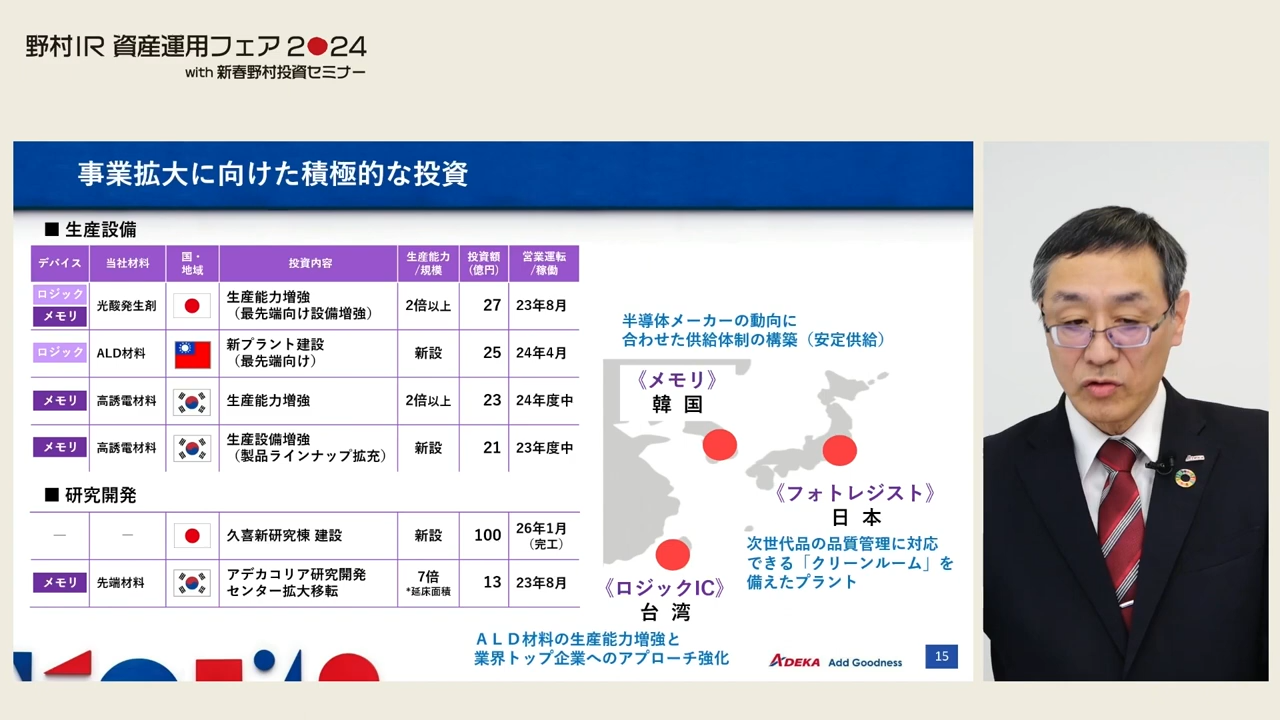 野村IR 資産運用フェア 2024
with 新春野村投資セミナー
事業拡大に向けた積極的な投資
■ 生産設備
デバイス 当社材料 国・地域 投資内容 生産能力/規模 投資額(億円) 営業運転/稼働
ロジック メモリ 光酸発生剤 生産能力増強（最先端向け設備増強） 2倍以上 27 23年8月
ロジック ALD材料 新プラント建設（最先端向け） 新設 25 24年4月
メモリ 高誘電材料 生産能力増強 2倍以上 23 24年度中
メモリ 高誘電材料 生産設備増強（製品ラインナップ拡充） 新設 21 23年度中
■ 研究開発
— — 久喜新研究棟 建設 新設 100 26年1月（完工）
メモリ 先端材料 アデカコリア研究開発センター拡大移転 7倍 *延床面積 13 23年8月
半導体メーカーの動向に
合わせた供給体制の構築（安定供給）
《メモリ》
韓 国
《フォトレジスト》
日 本
次世代品の品質管理に対応
できる「クリーンルーム」を
備えたプラント
《ロジックIC》
台 湾
ＡＬＤ材料の生産能力増強と
業界トップ企業へのアプローチ強化
ADEKA Add Goodness
15